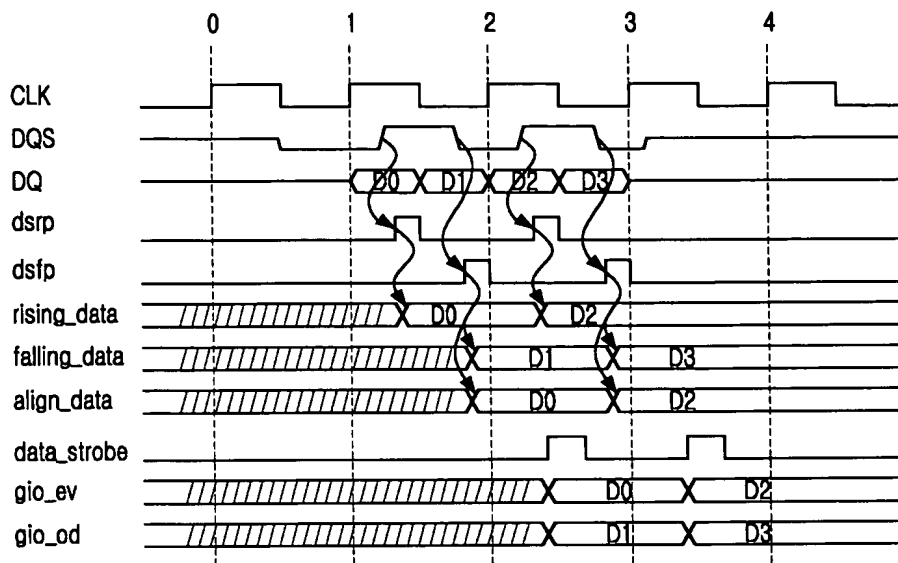 0 1 2 3 4
CLK
DQS
DQ D0 D1 D2 D3
dsrp
dsfp
rising_data D0 D2
falling_data D1 D3
align_data D0 D2
data_strobe
gio_ev D0 D2
gio_od D1 D3